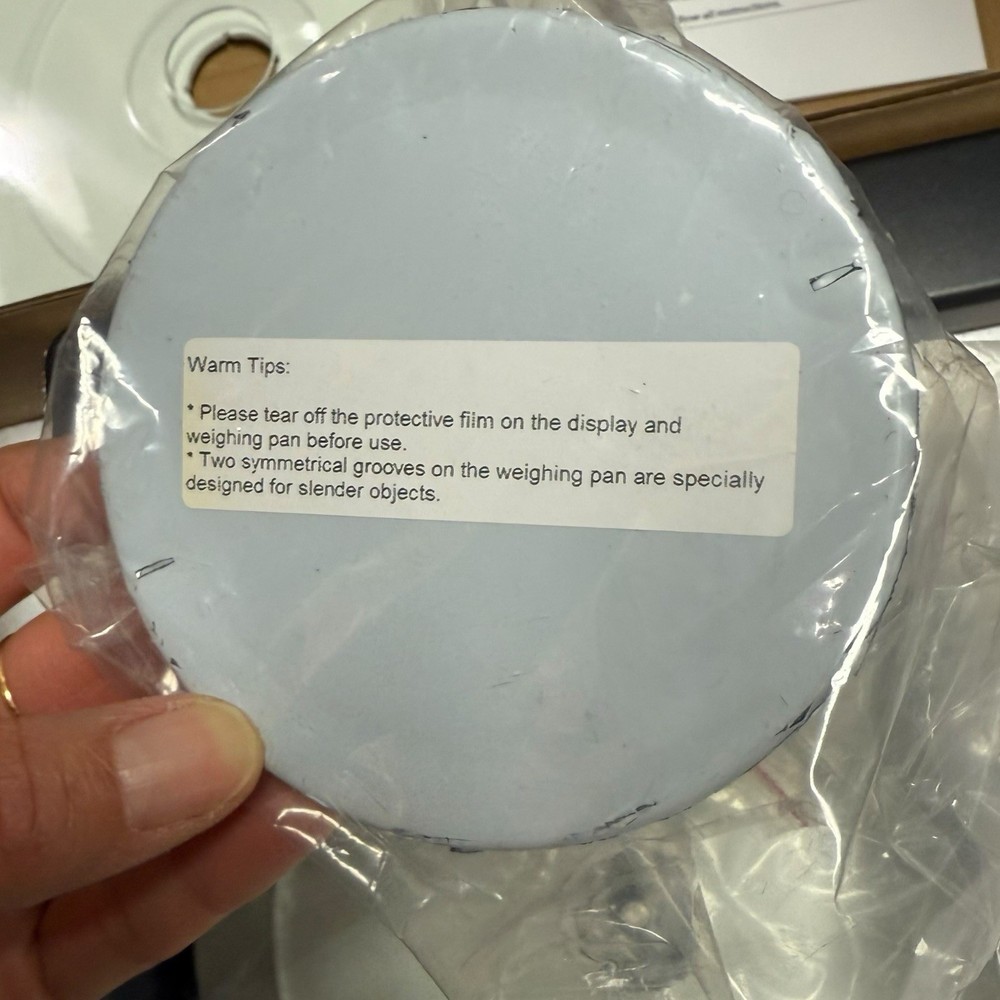 Warm Tips:
* Please tear off the protective film on the display and
weighing pan before use.
* Two symmetrical grooves on the weighing pan are specially
designed for slender objects.